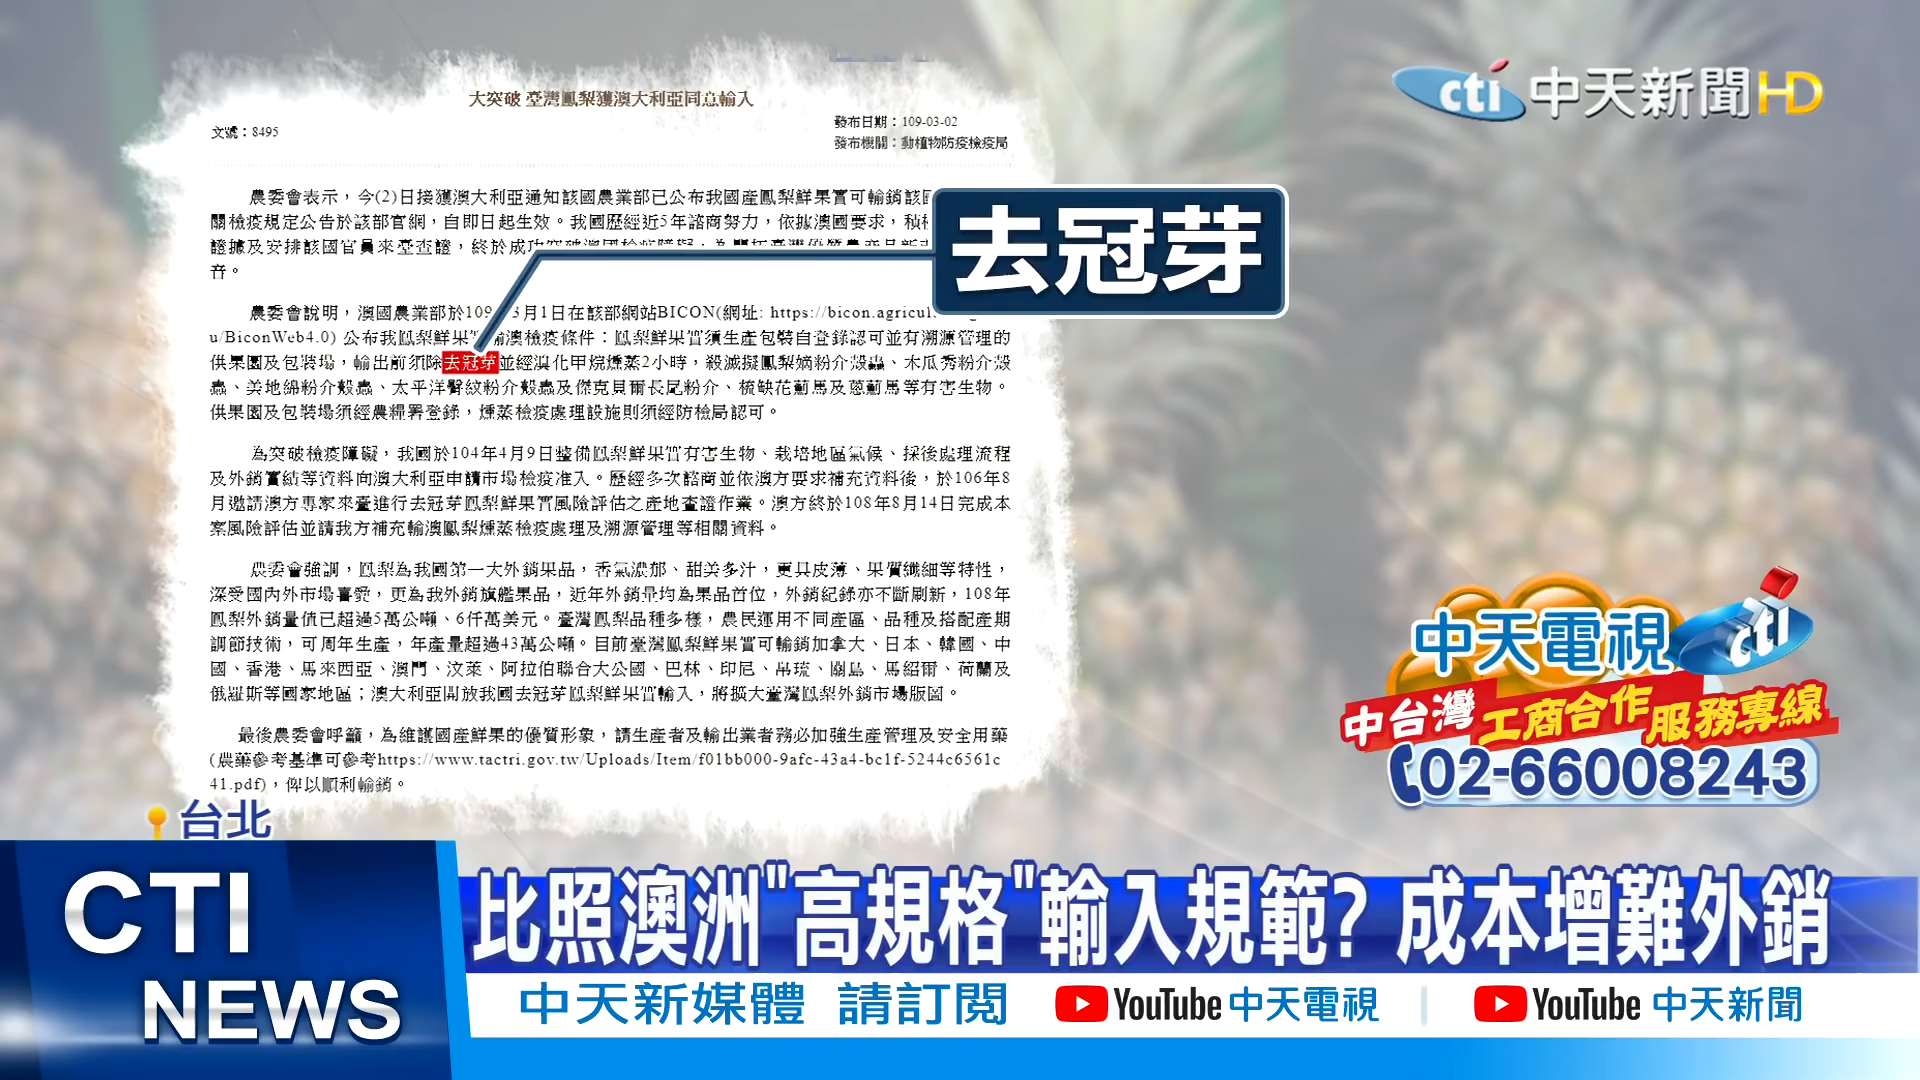 大突破 臺灣鳳梨獲澳大利亞同意輸入
文號：8495
發布日期：109-03-02
發布機關：動植物防疫檢疫局
農委會表示，今(2)日接獲澳大利亞通知該國農業部已公布我國產鳳梨鮮果實可輸銷該
關檢疫規定公告於該部官網，自即日起生效。我國歷經近5年諮商努力，依據澳國要求，積
證據及安排該國官員來臺查證，終於成功突破澳國檢疫障礙，為
音。
去冠芽
農委會說明，澳國農業部於109 3月1日在該部網站BICON(網址: https://bicon.agricul
u/BiconWeb4.0) 公布我鳳梨鮮果實輸澳檢疫條件：鳳梨鮮果實須生產包裝自登錄認可並有溯源管理的
供果園及包裝場，輸出前須除去冠芽並經溴化甲烷燻蒸2小時，殺滅擬鳳梨嫡粉介殼蟲、木瓜秀粉介殼
蟲、美地綿粉介殼蟲、太平洋臀紋粉介殼蟲及傑克貝爾長尾粉介、梳缺花薊馬及蔥薊馬等有害生物。
供果園及包裝場須經農糧署登錄，燻蒸檢疫處理設施則須經防檢局認可。
為突破檢疫障礙，我國於104年4月9日整備鳳梨鮮果實有害生物、栽培地區氣候、採後處理流程
及外銷實績等資料向澳大利亞申請市場檢疫准入。歷經多次諮商並依澳方要求補充資料後，於106年8
月邀請澳方專家來臺進行去冠芽鳳梨鮮果實風險評估之產地查證作業。澳方終於108年8月14日完成本
案風險評估並請我方補充輸澳鳳梨燻蒸檢疫處理及溯源管理等相關資料。
農委會強調，鳳梨為我國第一大外銷果品，香氣濃郁、甜美多汁，更具皮薄、果質纖細等特性，
深受國內外市場喜愛，更為我外銷旗艦果品，近年外銷量均為果品首位，外銷紀錄亦不斷刷新，108年
鳳梨外銷量值已超過5萬公噸、6仟萬美元。臺灣鳳梨品種多樣，農民運用不同產區、品種及搭配產期
調節技術，可周年生產，年產量超過43萬公噸。目前臺灣鳳梨鮮果實可輸銷加拿大、日本、韓國、中
國、香港、馬來西亞、澳門、汶萊、阿拉伯聯合大公國、巴林、印尼、帛琉、關島、馬紹爾、荷蘭及
俄羅斯等國家地區；澳大利亞開放我國去冠芽鳳梨鮮果實輸入，將擴大臺灣鳳梨外銷市場版圖。
最後農委會呼籲，為維護國產鮮果的優質形象，請生產者及輸出業者務必加強生產管理及安全用藥
(農藥參考基準可參考https://www.tactri.gov.tw/Uploads/Item/f01bb000-9afc-43a4-bc1f-5244c6561c
41.pdf)，俾以順利輸銷。
cti 中天新聞HD
中天電視 cti
中台灣 工商合作 服務專線
02-66008243
台北
CTI NEWS
比照澳洲"高規格"輸入規範? 成本增難外銷
中天新媒體 請訂閱 YouTube 中天電視 | YouTube 中天新聞